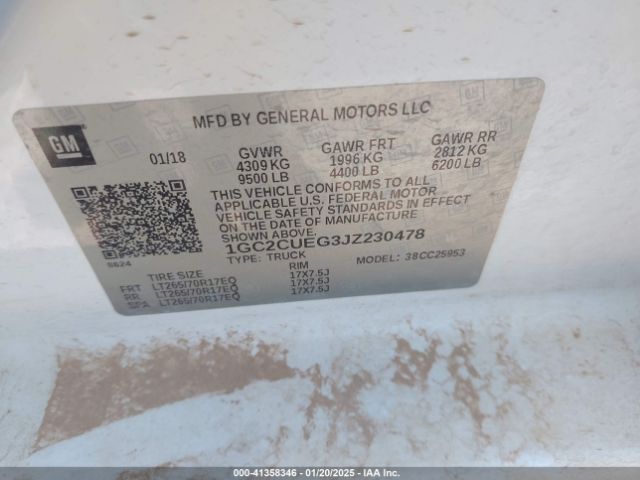 MFD BY GENERAL MOTORS LLC
GM
01/18
GVWR GAWR FRT GAWR RR
4309 KG 1996 KG 2812 KG
9500 LB 4400 LB 6200 LB
THIS VEHICLE CONFORMS TO ALL
APPLICABLE U.S. FEDERAL MOTOR
VEHICLE SAFETY STANDARDS IN EFFECT
ON THE DATE OF MANUFACTURE
SHOWN ABOVE.
1GC2CUEG3JZ230478
TYPE: TRUCK MODEL: 38CC25953
8624
TIRE SIZE RIM
FRT LT265/70R17EQ 17X7.5J
RR LT265/70R17EQ 17X7.5J
SPA LT265/70R17EQ 17X7.5J
000-41358346 - 01/20/2025 - IAA Inc.